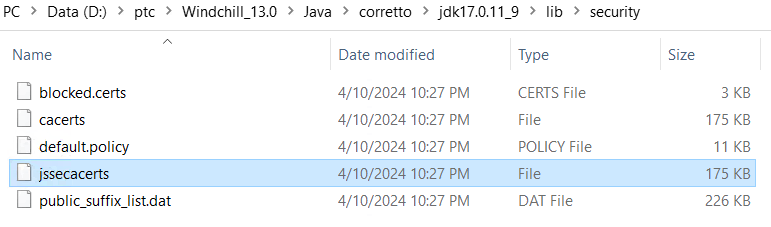 PC > Data (D:) > ptc > Windchill_13.0 > Java > corretto > jdk17.0.11_9 > lib > security
Name Date modified Type Size
blocked.certs 4/10/2024 10:27 PM CERTS File 3 KB
cacerts 4/10/2024 10:27 PM File 175 KB
default.policy 4/10/2024 10:27 PM POLICY File 11 KB
jssecacerts 4/10/2024 10:27 PM File 175 KB
public_suffix_list.dat 4/10/2024 10:27 PM DAT File 226 KB